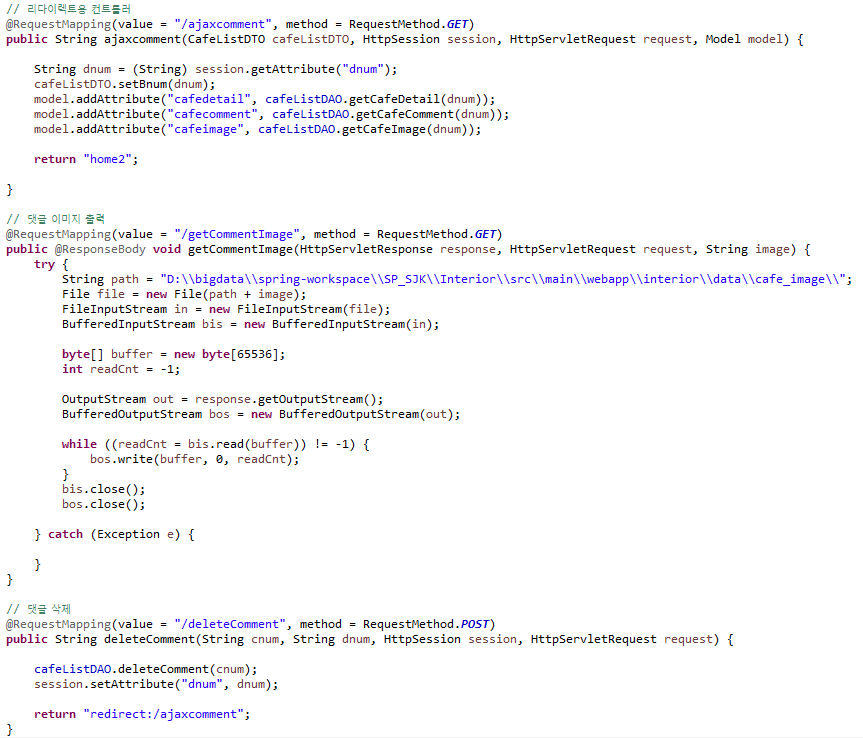 // 리다이렉트용 컨트롤러
@RequestMapping(value = "/ajaxcomment", method = RequestMethod.GET)
public String ajaxcomment(CafeListDTO cafeListDTO, HttpSession session, HttpServletRequest request, Model model) {
String dnum = (String) session.getAttribute("dnum");
cafeListDTO.setBnum(dnum);
model.addAttribute("cafedetail", cafeListDAO.getCafeDetail(dnum));
model.addAttribute("cafecomment", cafeListDAO.getCafeComment(dnum));
model.addAttribute("cafeimage", cafeListDAO.getCafeImage(dnum));
return "home2";
}
// 댓글 이미지 출력
@RequestMapping(value = "/getCommentImage", method = RequestMethod.GET)
public @ResponseBody void getCommentImage(HttpServletResponse response, HttpServletRequest request, String image) {
try {
String path = "D:\\bigdata\\spring-workspace\\SP_SJK\\Interior\\src\\main\\webapp\\interior\\data\\cafe_image\\";
File file = new File(path + image);
FileInputStream in = new FileInputStream(file);
BufferedInputStream bis = new BufferedInputStream(in);
byte[] buffer = new byte[65536];
int readCnt = -1;
OutputStream out = response.getOutputStream();
BufferedOutputStream bos = new BufferedOutputStream(out);
while ((readCnt = bis.read(buffer)) != -1) {
bos.write(buffer, 0, readCnt);
}
bis.close();
bos.close();
} catch (Exception e) {
}
}
// 댓글 삭제
@RequestMapping(value = "/deleteComment", method = RequestMethod.POST)
public String deleteComment(String cnum, String dnum, HttpSession session, HttpServletRequest request) {
cafeListDAO.deleteComment(cnum);
session.setAttribute("dnum", dnum);
return "redirect:/ajaxcomment";
}